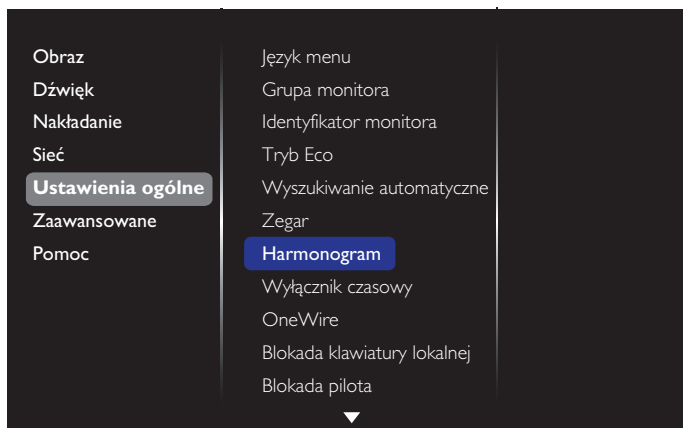 Obraz
Dźwięk
Nakładanie
Sieć
Ustawienia ogólne
Zaawansowane
Pomoc
Język menu
Grupa monitora
Identyfikator monitora
Tryb Eco
Wyszukiwanie automatyczne
Zegar
Harmonogram
Wyłącznik czasowy
OneWire
Blokada klawiatury lokalnej
Blokada pilota